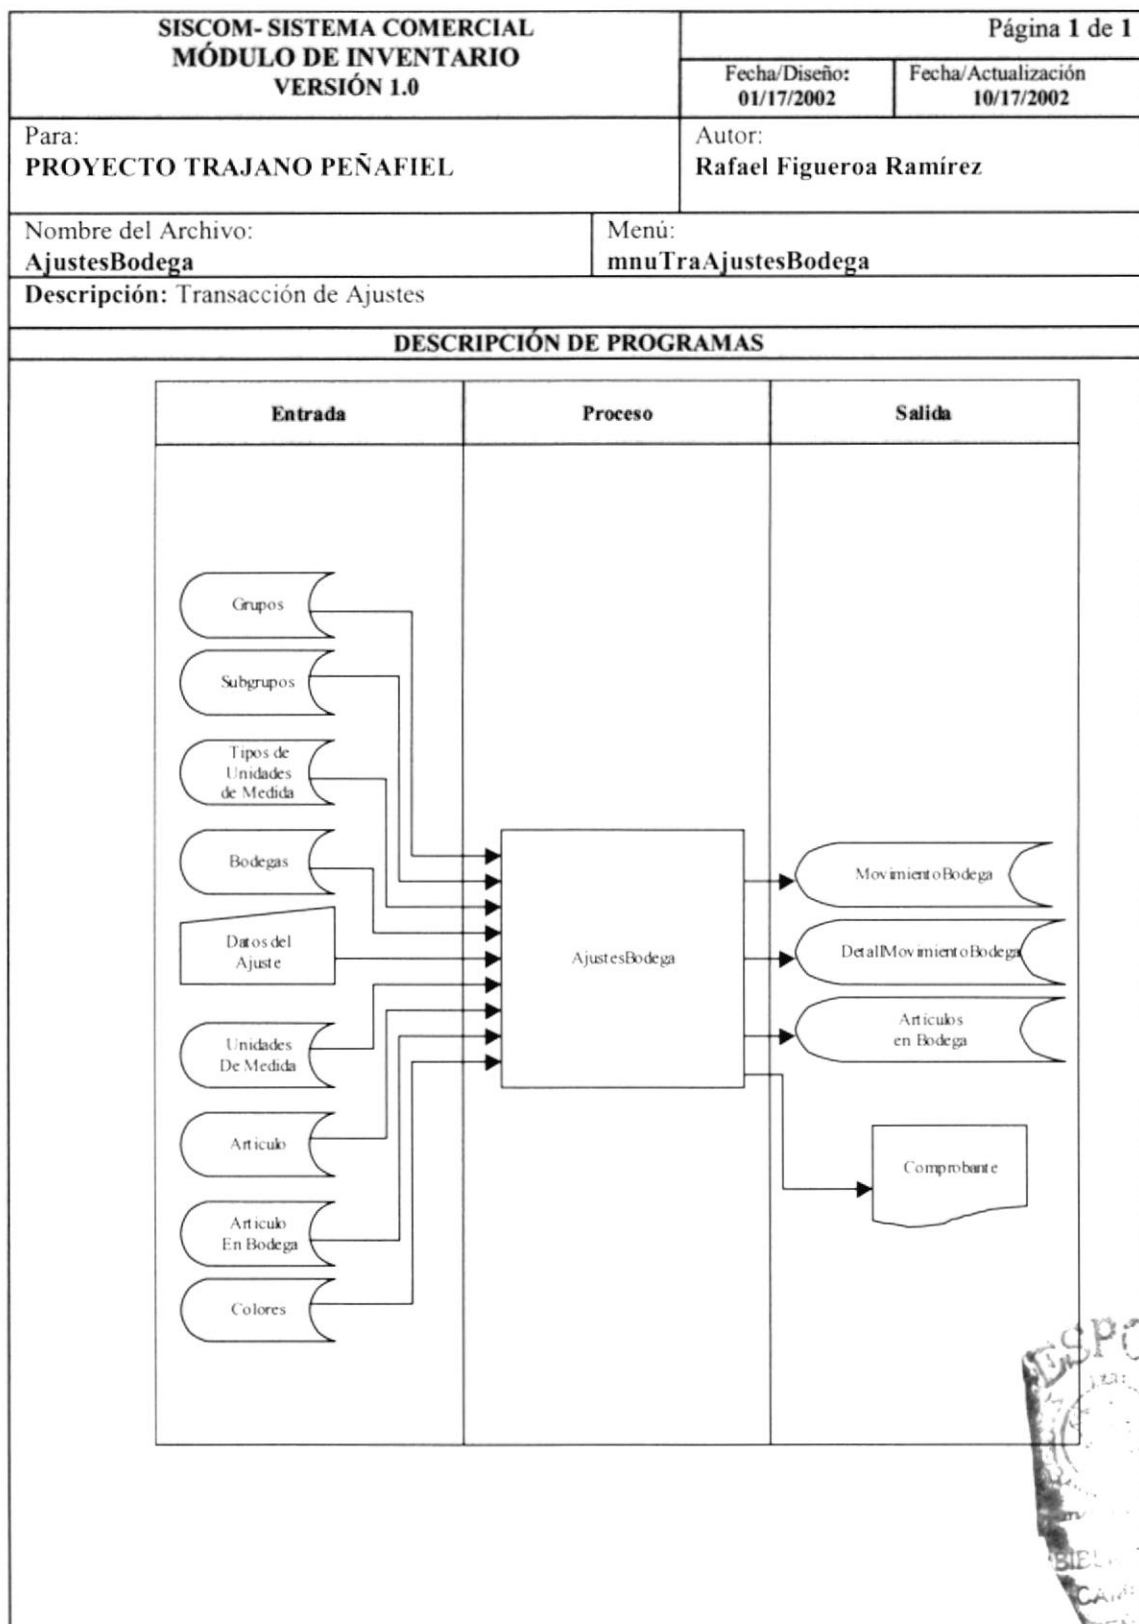 SISCOM- SISTEMA COMERCIAL
MÓDULO DE INVENTARIO
VERSIÓN 1.0
Página 1 de 1
Fecha/Diseño:
01/17/2002
Fecha/Actualización
10/17/2002
Para:
PROYECTO TRAJANO PEÑAFIEL
Autor:
Rafael Figueroa Ramírez
Nombre del Archivo:
AjustesBodega
Menú:
mnuTraAjustesBodega
Descripción: Transacción de Ajustes
DESCRIPCIÓN DE PROGRAMAS
Entrada
Proceso
Salida
Grupos
Subgrupos
Tipos de
Unidades
de Medida
Bodegas
Datos del
Ajuste
Unidades
De Medida
Artículo
Artículo
En Bodega
Colores
AjustesBodega
MovimientoBodega
DetallMovimientoBodega
Artículos
en Bodega
Comprobante